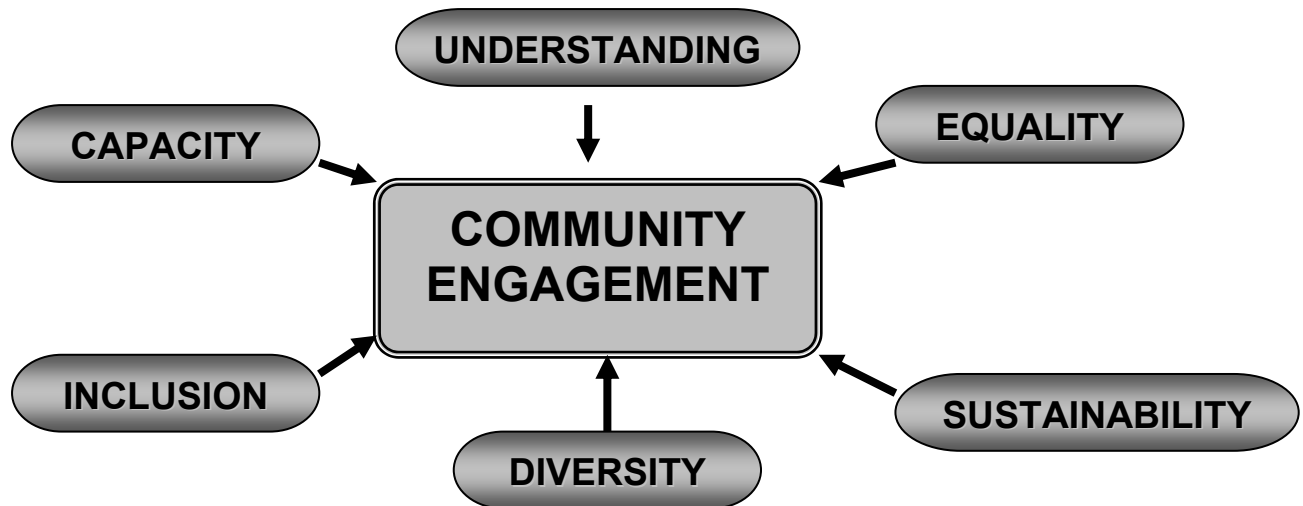 UNDERSTANDING
CAPACITY
EQUALITY
COMMUNITY
ENGAGEMENT
INCLUSION
SUSTAINABILITY
DIVERSITY